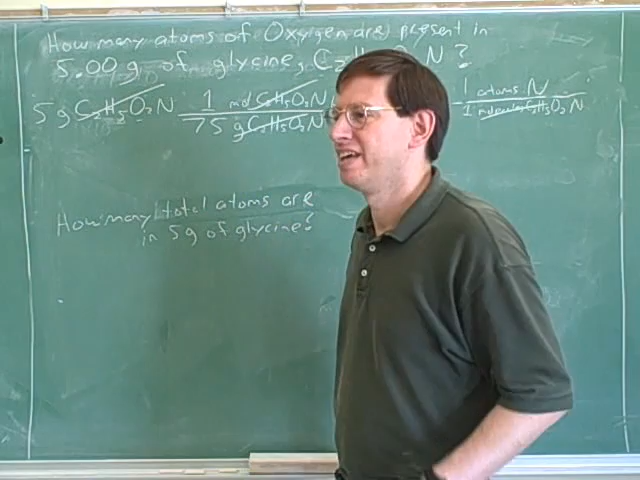 How many atoms of Oxygen are present in
5.00 g of glycine, C₂H₅O₂N?
5 g C₂H₅O₂N 1 mol C₂H₅O₂N / 75 g C₂H₅O₂N 1 atoms N / 1 molecule C₂H₅O₂N
How many total atoms are
in 5 g of glycine?